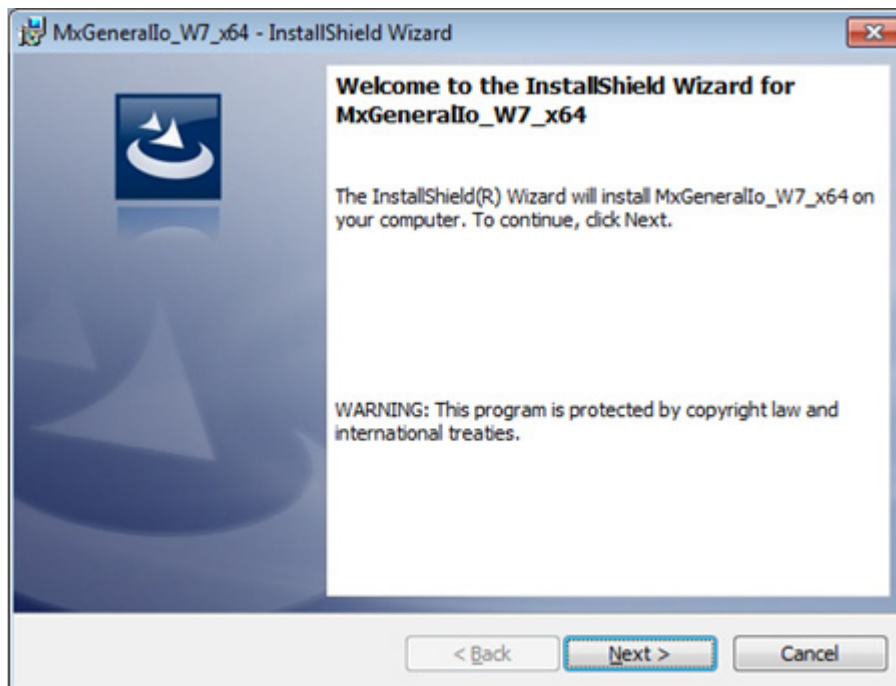 MxGeneralIo_W7_x64 - InstallShield Wizard
Welcome to the InstallShield Wizard for
MxGeneralIo_W7_x64
The InstallShield(R) Wizard will install MxGeneralIo_W7_x64 on
your computer. To continue, click Next.
WARNING: This program is protected by copyright law and
international treaties.
< Back
Next >
Cancel